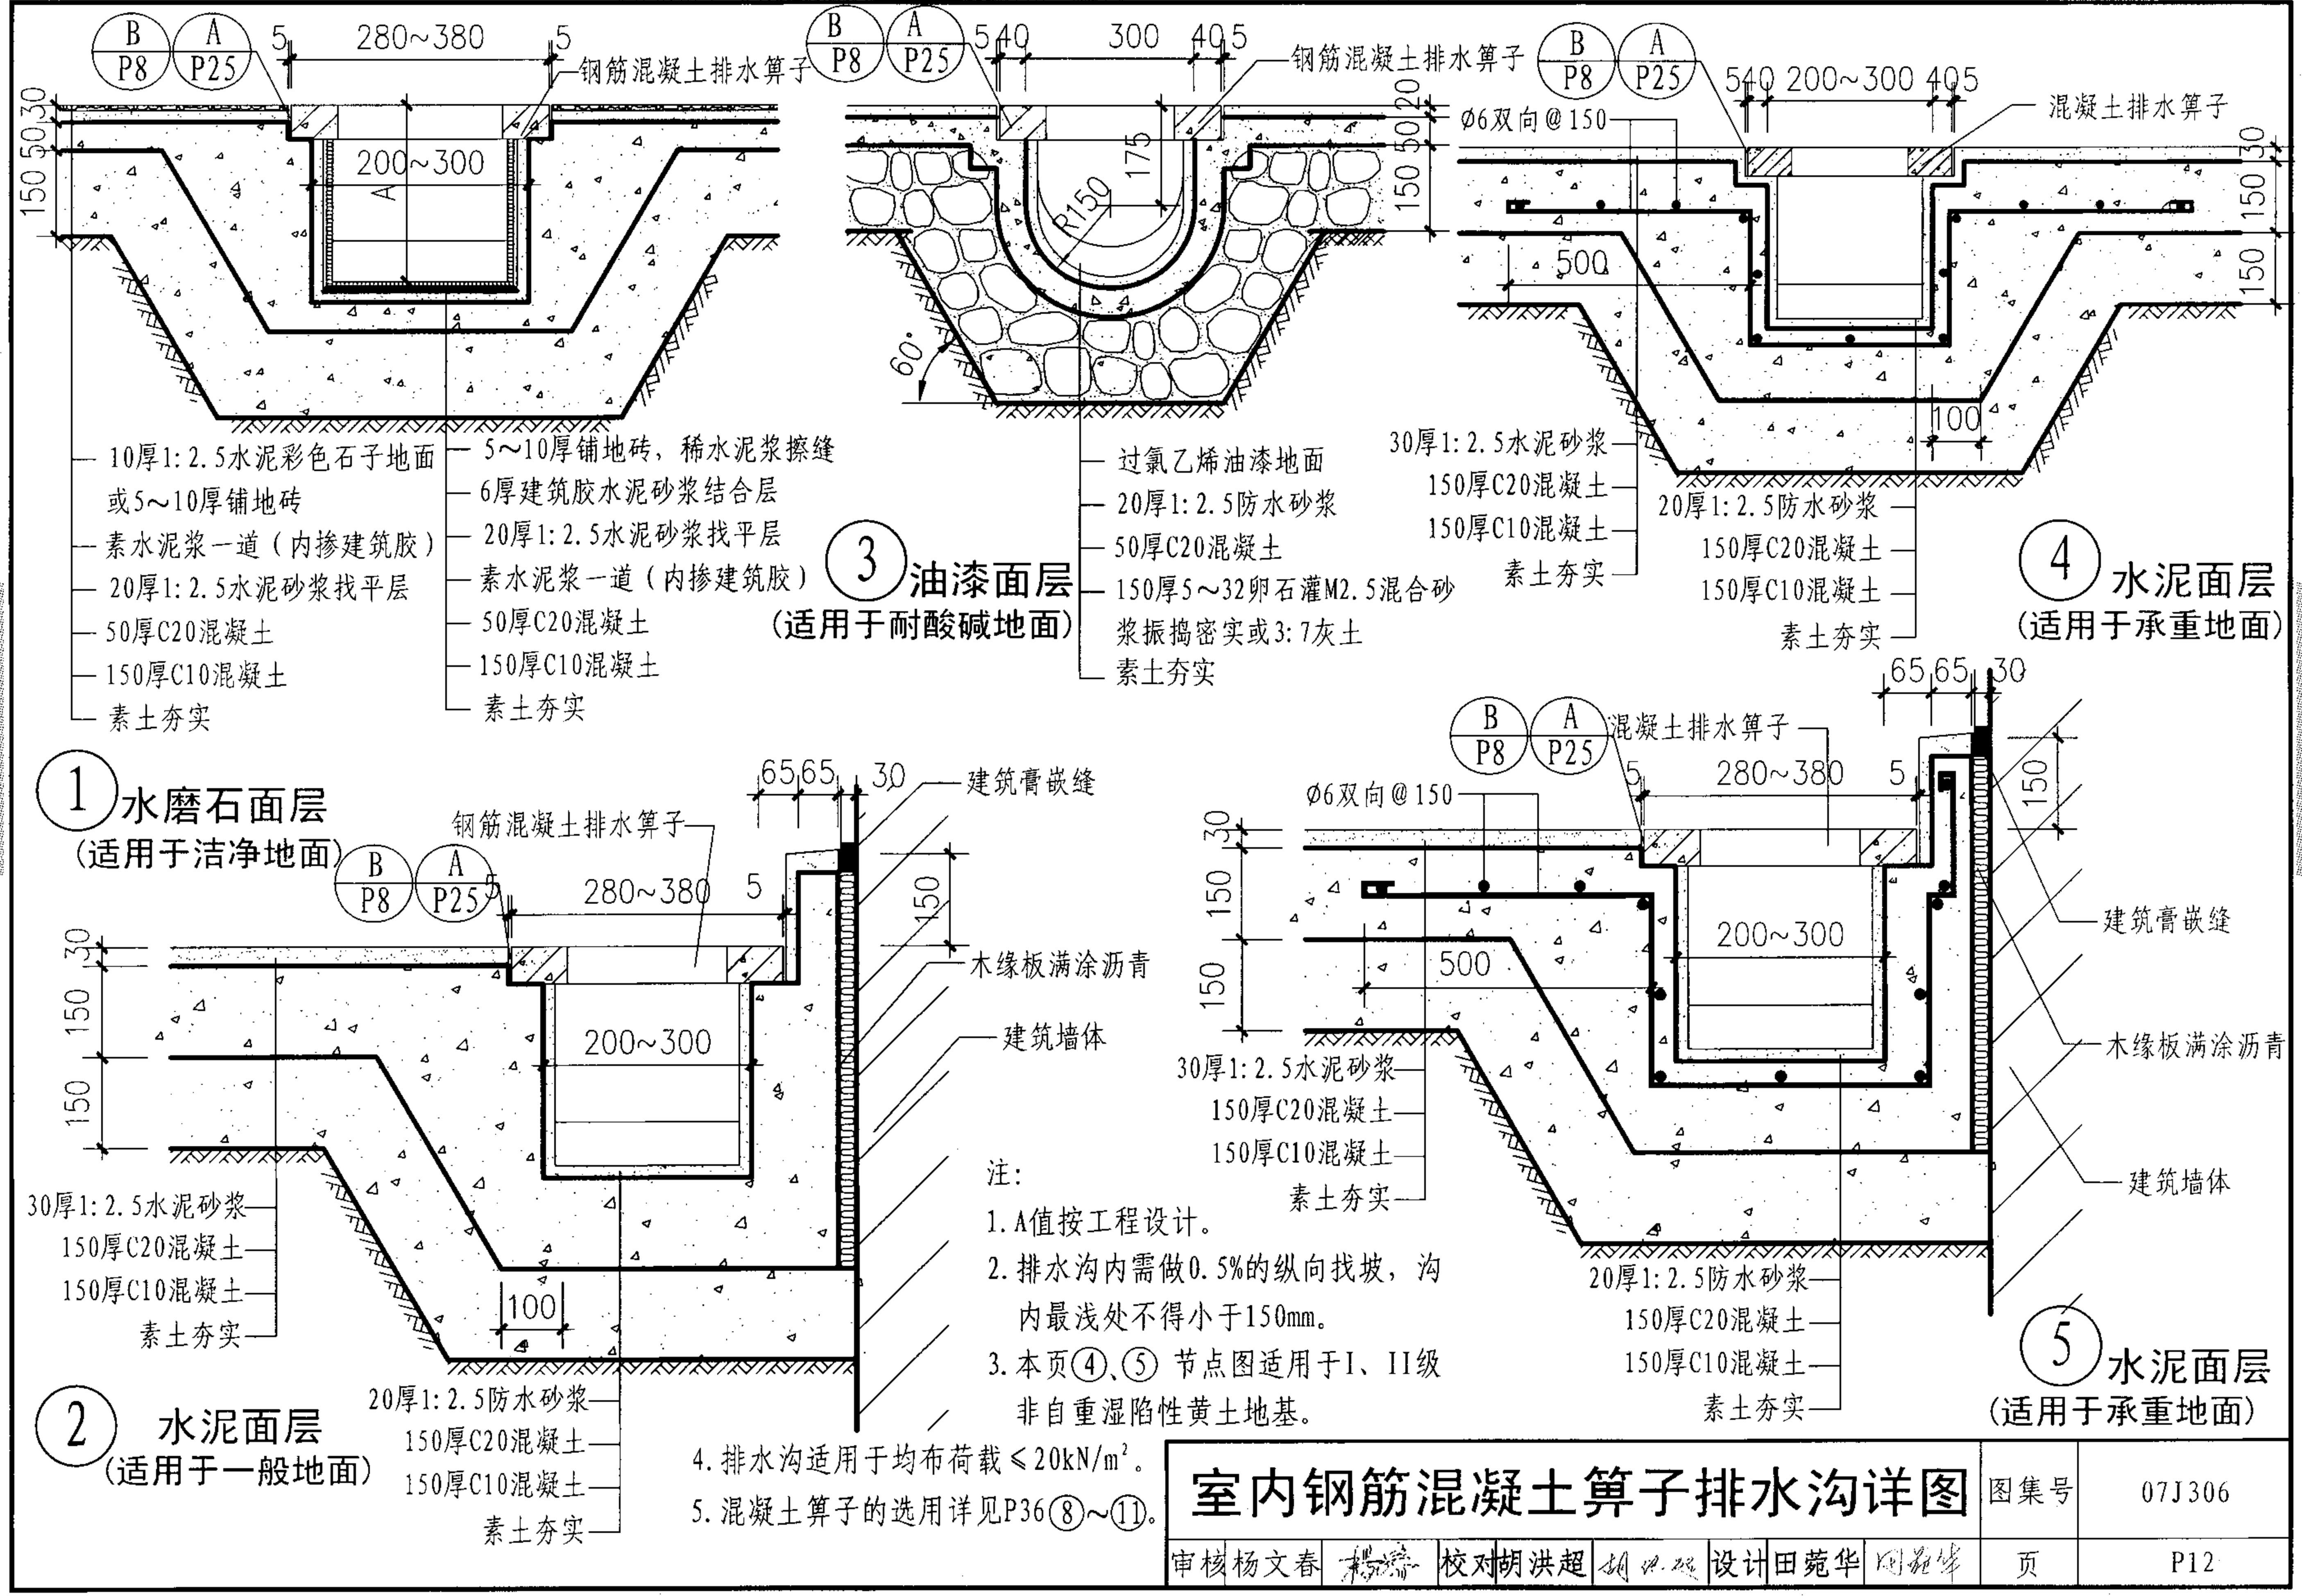 B
P8
A
P25
5
280~380
5
钢筋混凝土排水箅子
30
50
150
200~300
A
10厚1:2.5水泥彩色石子地面
或5~10厚铺地砖
素水泥浆一道(内掺建筑胶)
20厚1:2.5水泥砂浆找平层
50厚C20混凝土
150厚C10混凝土
素土夯实
5~10厚铺地砖，稀水泥浆擦缝
6厚建筑胶水泥砂浆结合层
20厚1:2.5水泥砂浆找平层
素水泥浆一道(内掺建筑胶)
50厚C20混凝土
150厚C10混凝土
素土夯实
1 水磨石面层
(适用于洁净地面)
B
P8
A
P25
5
40
300
40
5
钢筋混凝土排水箅子
20
50
150
175
R150
60°
过氯乙烯油漆地面
20厚1:2.5防水砂浆
50厚C20混凝土
150厚5~32卵石灌M2.5混合砂
浆振捣密实或3:7灰土
素土夯实
3 油漆面层
(适用于耐酸碱地面)
B
P8
A
P25
5
40
200~300
40
5
混凝土排水箅子
Ø6双向@150
30
150
150
500
100
30厚1:2.5水泥砂浆
150厚C20混凝土
150厚C10混凝土
素土夯实
20厚1:2.5防水砂浆
150厚C20混凝土
150厚C10混凝土
素土夯实
4 水泥面层
(适用于承重地面)
65
65
30
建筑膏嵌缝
钢筋混凝土排水箅子
B
P8
A
P25
5
280~380
5
150
30
150
150
200~300
木缘板满涂沥青
建筑墙体
100
30厚1:2.5水泥砂浆
150厚C20混凝土
150厚C10混凝土
素土夯实
20厚1:2.5防水砂浆
150厚C20混凝土
150厚C10混凝土
素土夯实
2 水泥面层
(适用于一般地面)
65
65
30
B
P8
A
P25
混凝土排水箅子
5
280~380
5
150
Ø6双向@150
30
150
150
200~300
500
建筑膏嵌缝
木缘板满涂沥青
建筑墙体
30厚1:2.5水泥砂浆
150厚C20混凝土
150厚C10混凝土
素土夯实
20厚1:2.5防水砂浆
150厚C20混凝土
150厚C10混凝土
素土夯实
5 水泥面层
(适用于承重地面)
注:
1.A值按工程设计。
2.排水沟内需做0.5%的纵向找坡，沟
内最浅处不得小于150mm。
3.本页④、⑤ 节点图适用于I、II级
非自重湿陷性黄土地基。
4.排水沟适用于均布荷载≤20kN/m²。
5.混凝土箅子的选用详见P36⑧~⑪。
室内钢筋混凝土箅子排水沟详图
图集号
07J306
审核 杨文春 校对 胡洪超 设计 田菀华
页
P12